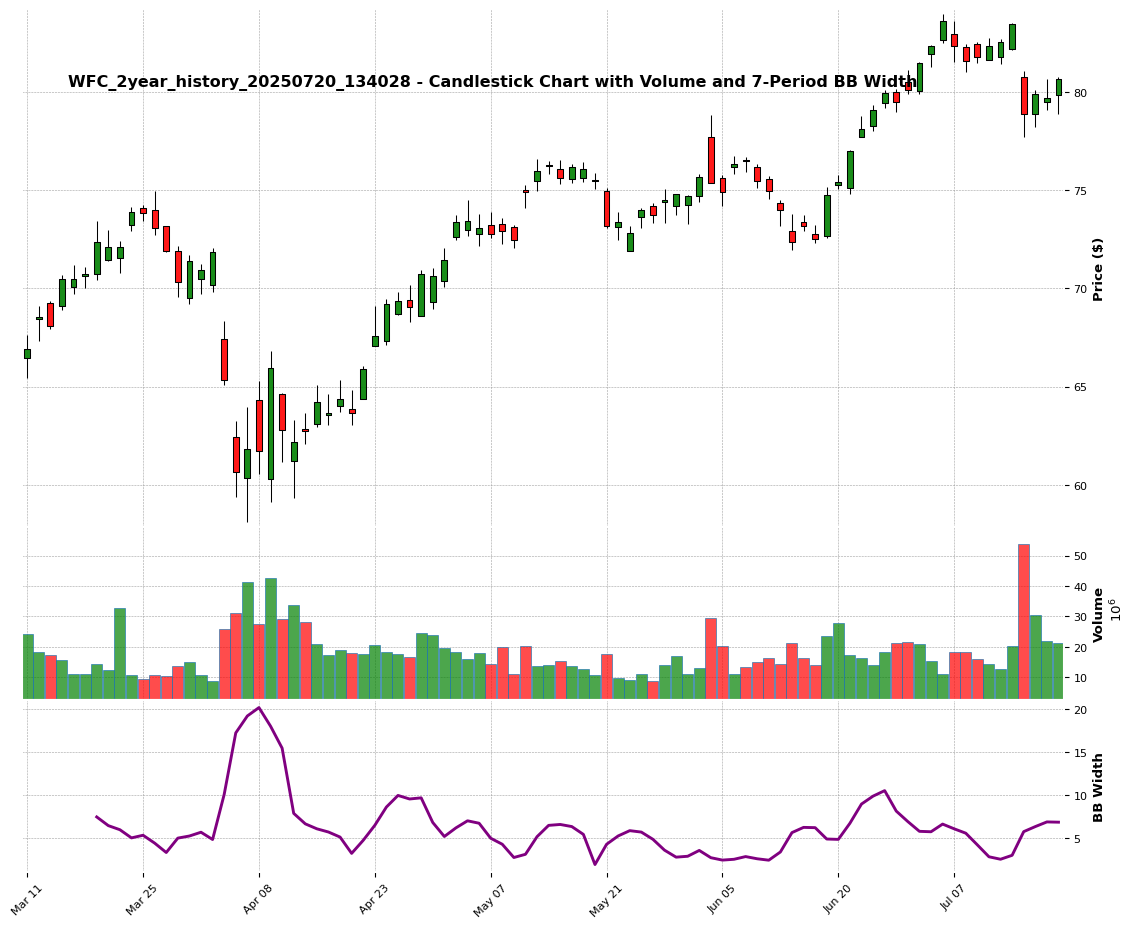 WFC_2year_history_20250720_134028 - Candlestick Chart with Volume and 7-Period BB Width
80
75
70
65
60
Price ($)
50
40
30
20
10
Volume
10^6
20
15
10
5
BB Width
Mar 11
Mar 25
Apr 08
Apr 23
May 07
May 21
Jun 05
Jun 20
Jul 07